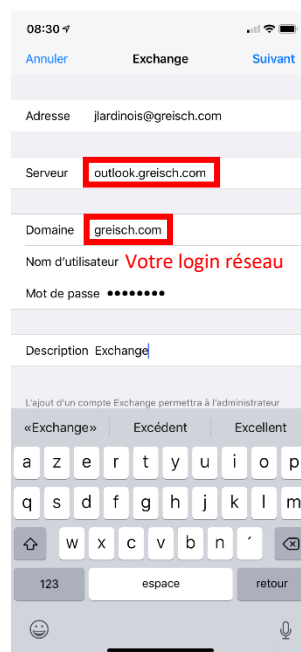 08:30
Annuler Exchange Suivant
Adresse jlardinois@greisch.com
Serveur outlook.greisch.com
Domaine greisch.com
Nom d'utilisateur Votre login réseau
Mot de passe ●●●●●●●●
Description Exchange
L'ajout d'un compte Exchange permettra à l'administrateur
«Exchange» Excédent Excellent
a z e r t y u i o p
q s d f g h j k l m
w x c v b n ´
123 espace retour